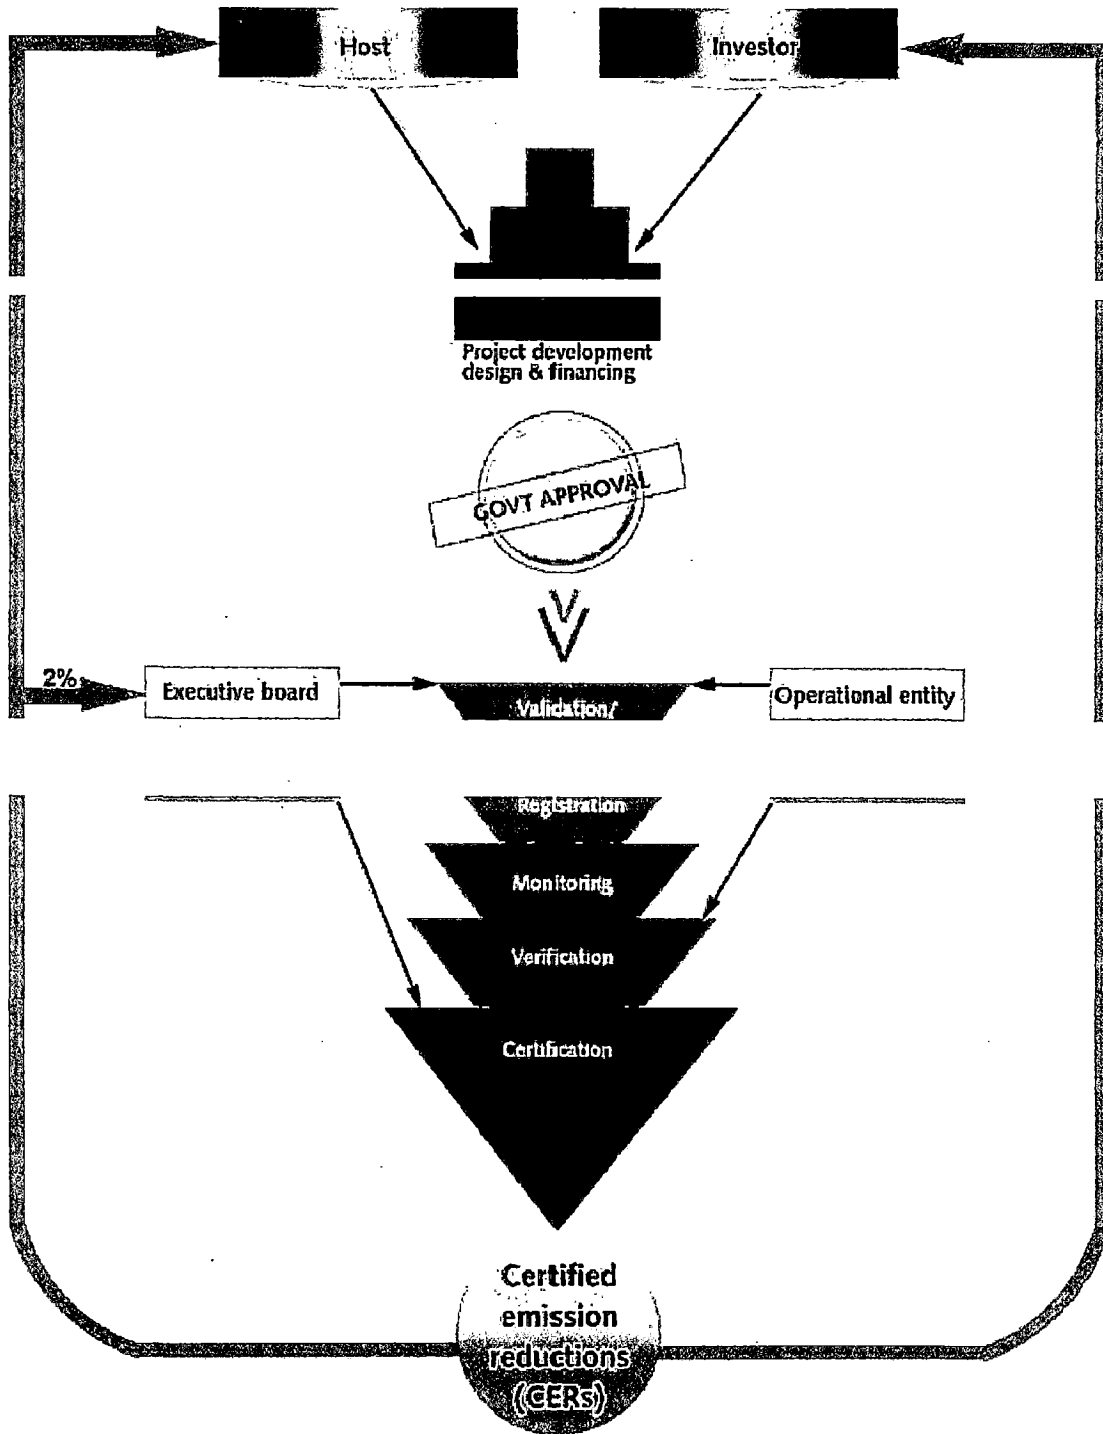 Host
Investor
Project development
design & financing
GOVT APPROVAL
2%
Executive board
Validation/
Operational entity
Registration
Monitoring
Verification
Certification
Certified
emission
reductions
(CERs)